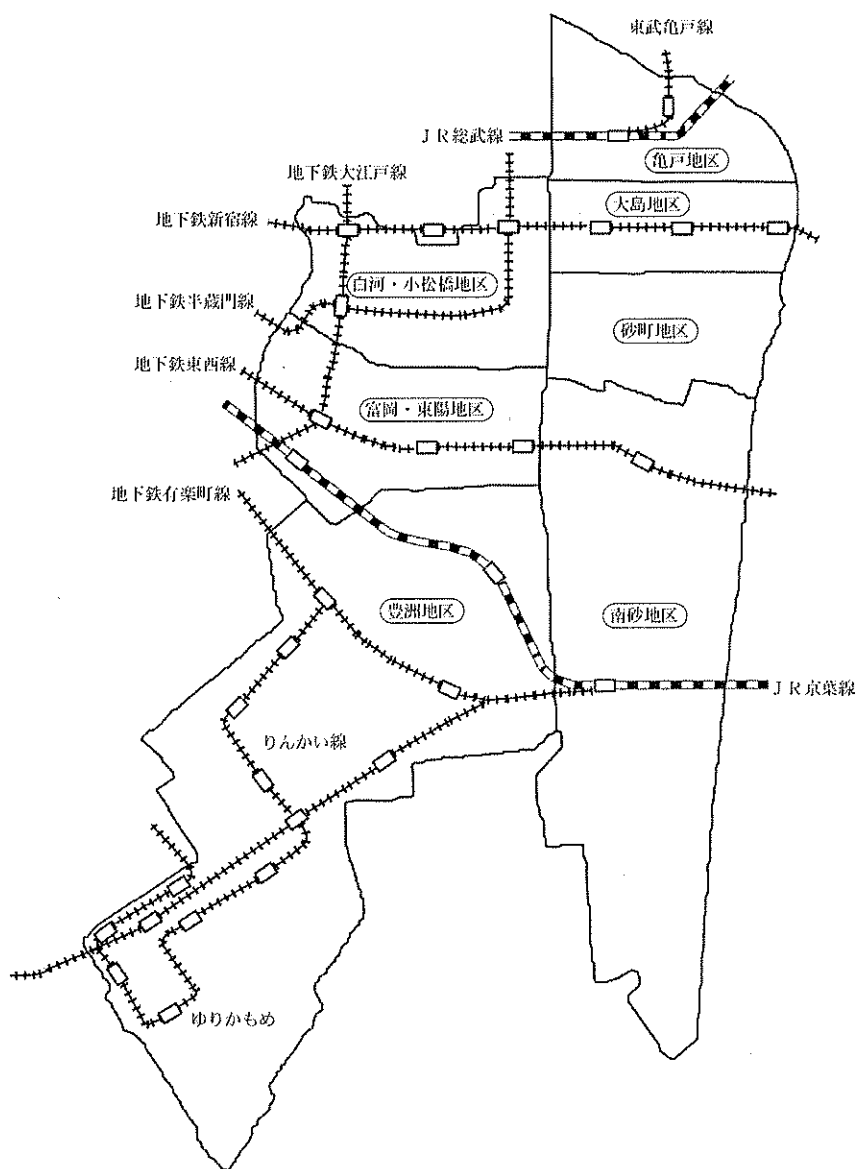 東武亀戸線
ＪＲ総武線
亀戸地区
地下鉄大江戸線
大島地区
地下鉄新宿線
白河・小松橋地区
地下鉄半蔵門線
砂町地区
地下鉄東西線
富岡・東陽地区
地下鉄有楽町線
豊洲地区
南砂地区
ＪＲ京葉線
りんかい線
ゆりかもめ